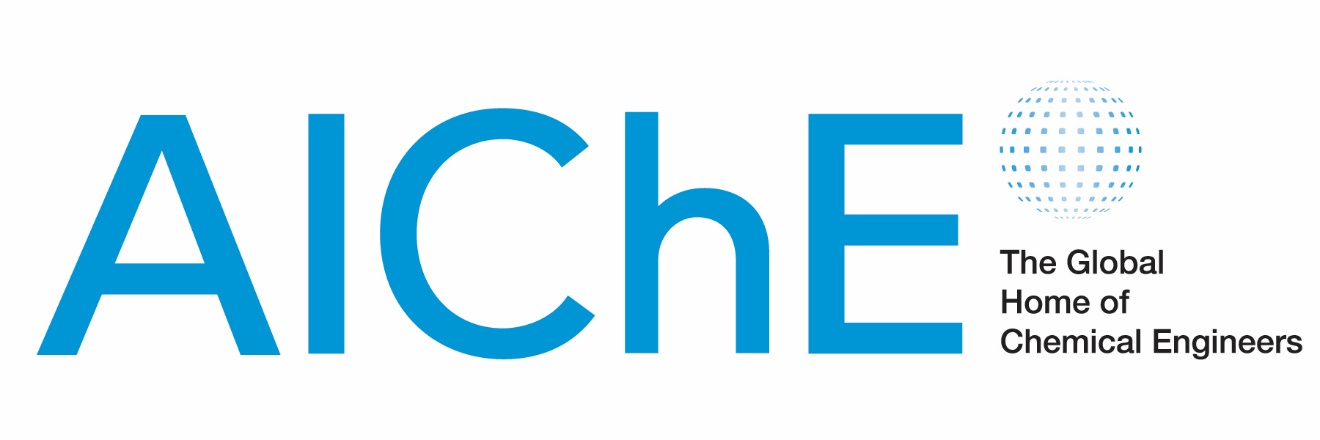 AIChE
The Global
Home of
Chemical Engineers